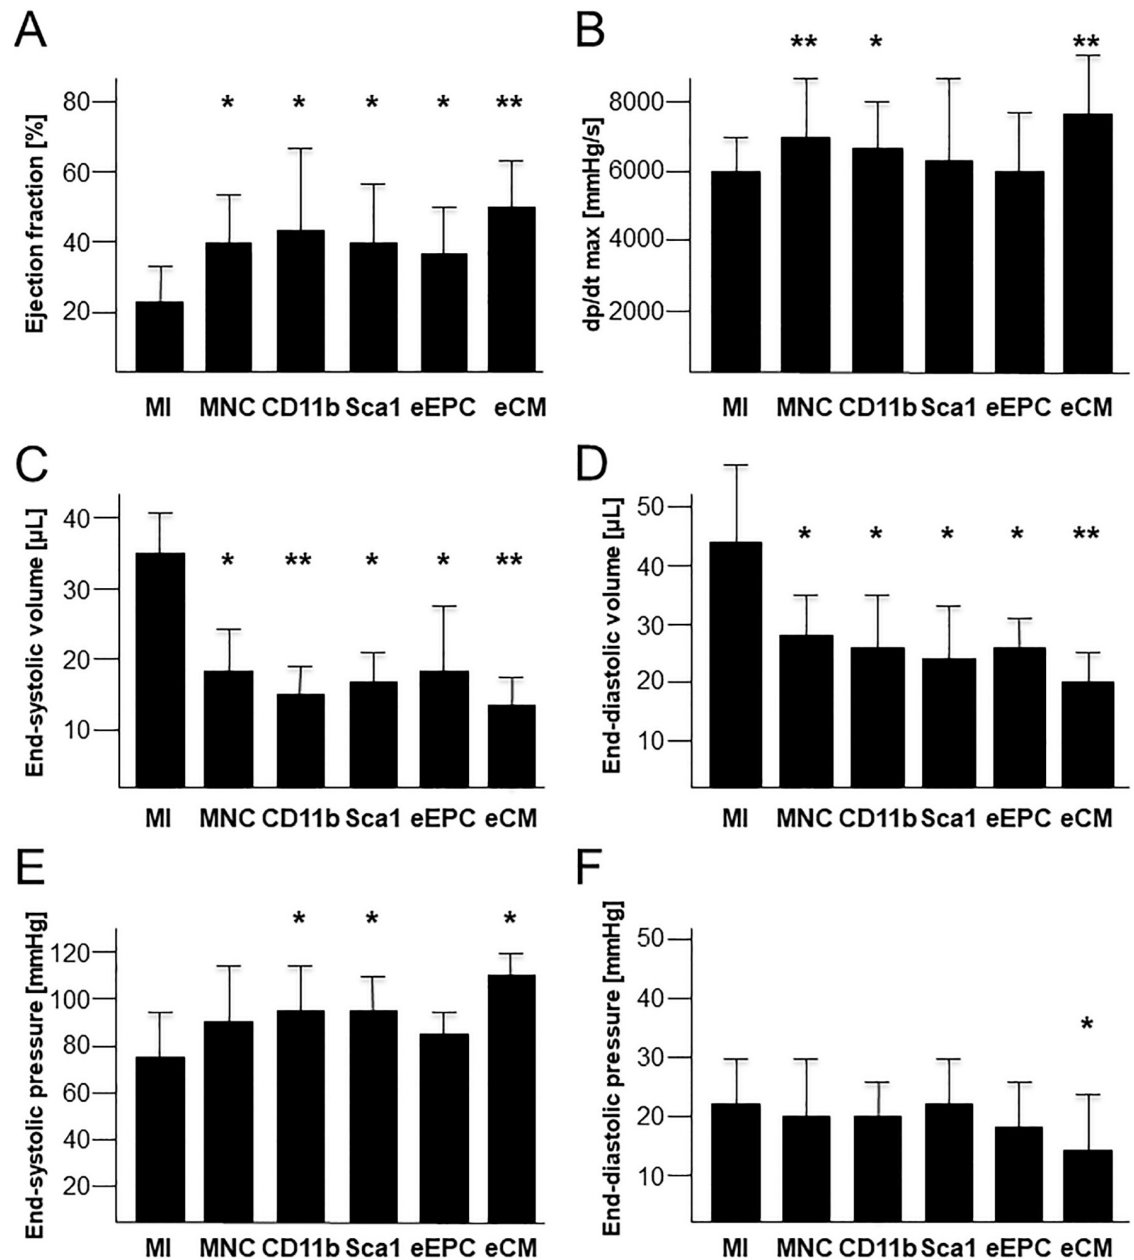 A
Ejection fraction [%]
* * * * **
80
60
40
20
MI MNC CD11b Sca1 eEPC eCM
B
dp/dt max [mmHg/s]
** * **
8000
6000
4000
2000
MI MNC CD11b Sca1 eEPC eCM
C
End-systolic volume [µL]
40
* ** * * **
30
20
10
MI MNC CD11b Sca1 eEPC eCM
D
End-diastolic volume [µL]
50
* * * * **
40
30
20
10
MI MNC CD11b Sca1 eEPC eCM
E
End-systolic pressure [mmHg]
* * *
120
100
80
60
40
20
MI MNC CD11b Sca1 eEPC eCM
F
End-diastolic pressure [mmHg]
50
40
*
30
20
10
MI MNC CD11b Sca1 eEPC eCM